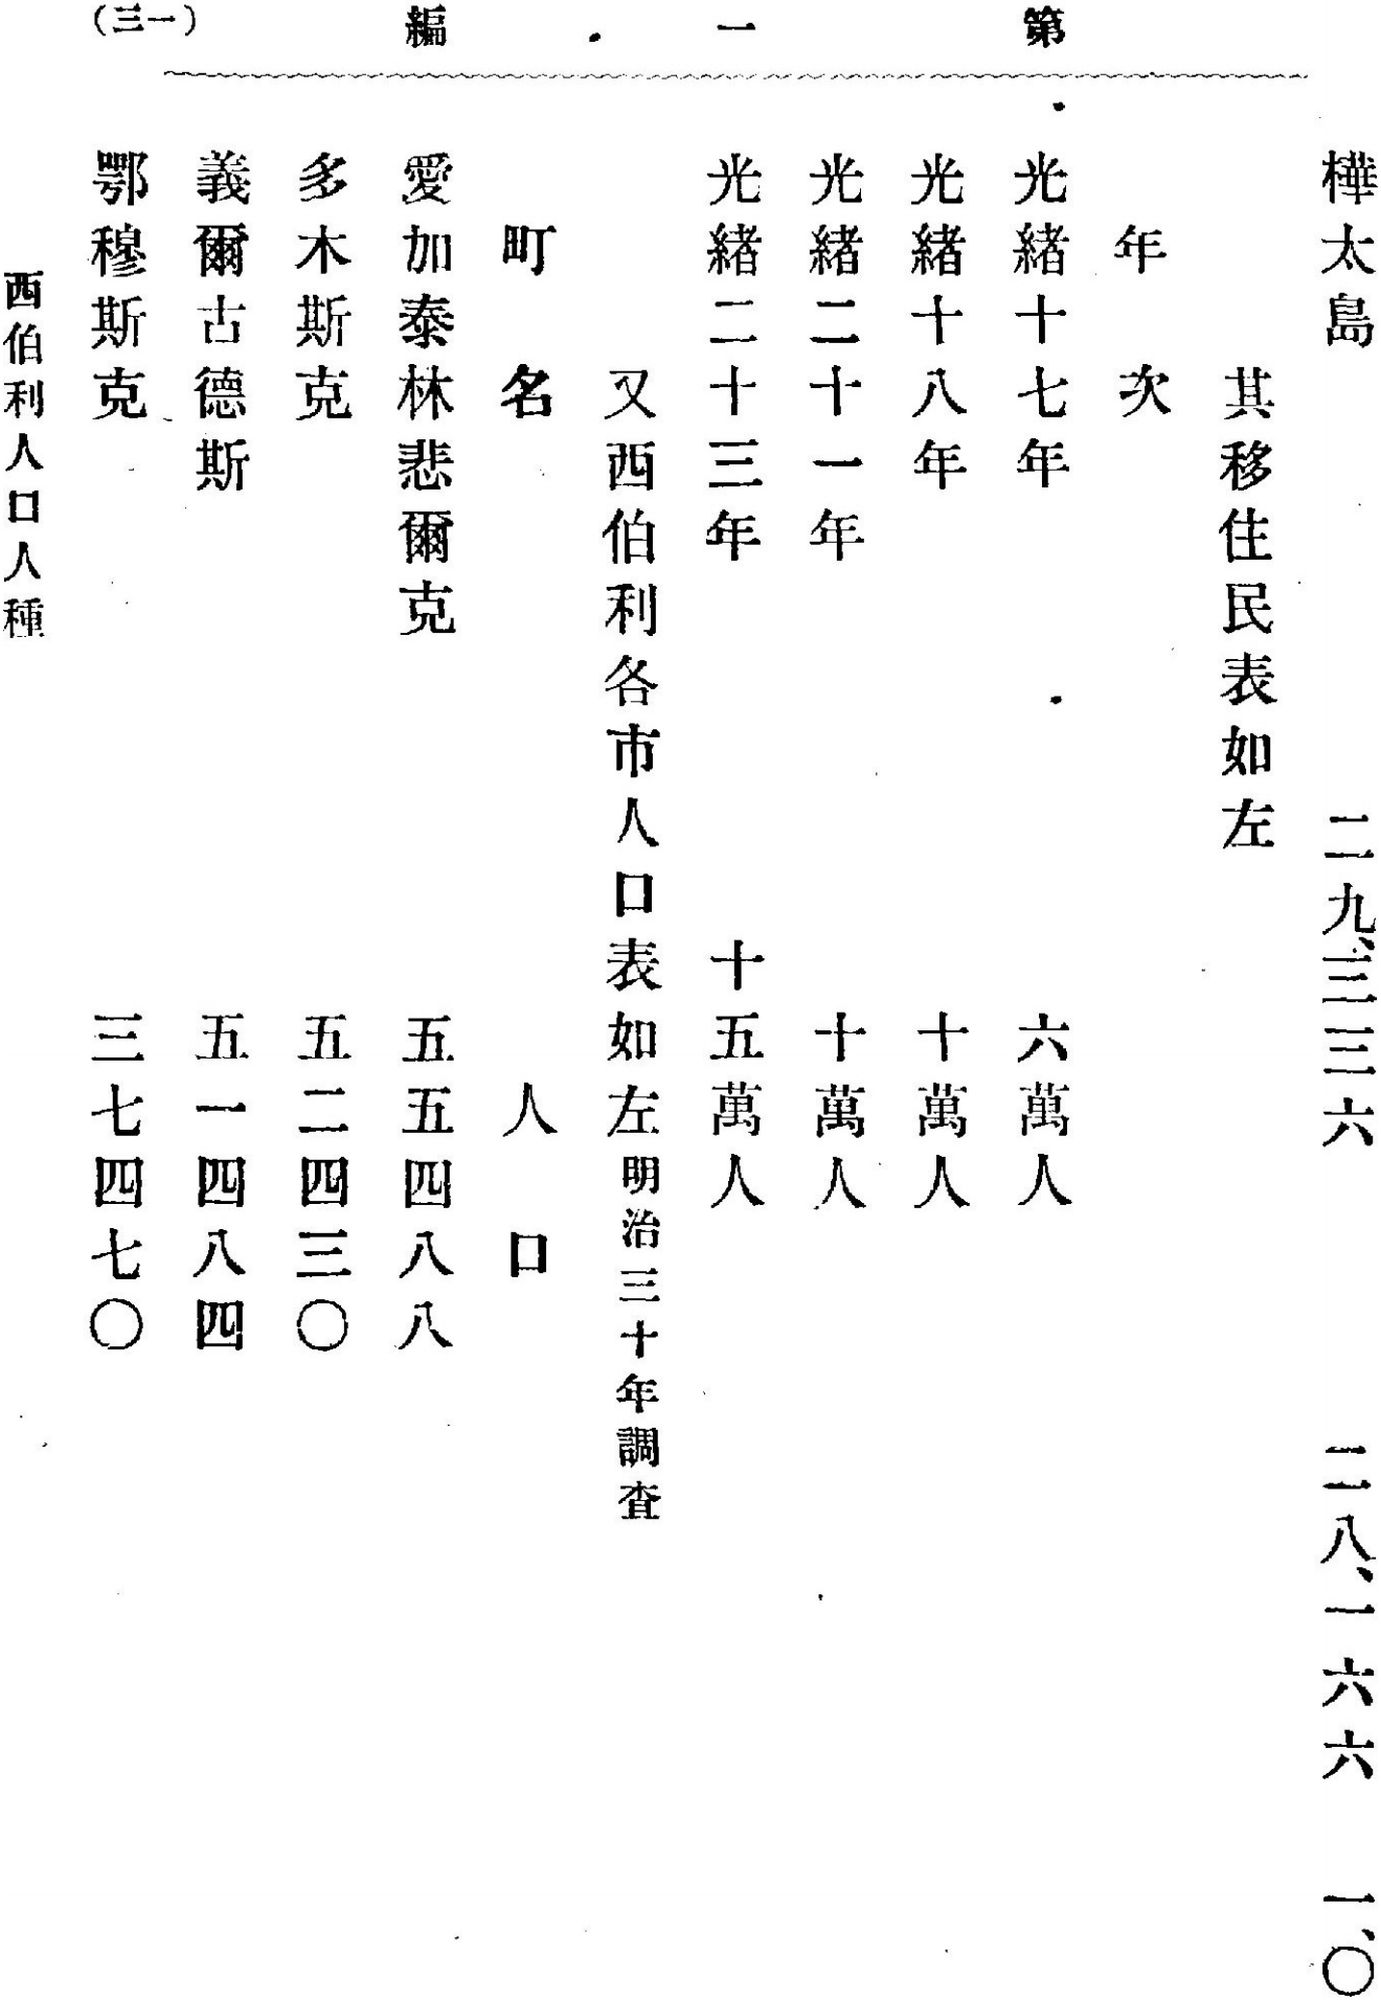 第一編
(三一)
樺太島 二九、三三六 二八、一六六 一、〇
其移住民表如左
年次
光緒十七年 六萬人
光緒十八年 十萬人
光緒二十一年 十萬人
光緒二十三年 十五萬人
又西伯利各市人口表如左明治三十年調查
町名 人口
愛加泰林悲爾克 五五四八八
多木斯克 五二四三〇
義爾古德斯 五一四八四
鄂穆斯克 三七四七〇
西伯利人口人種